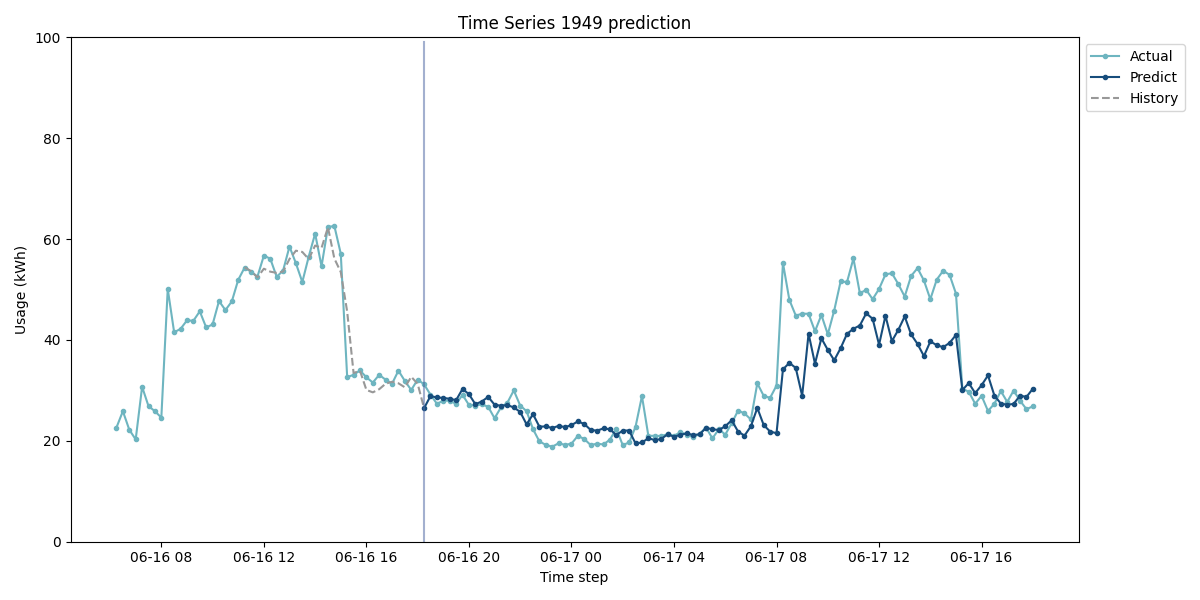 Time Series 1949 prediction
100
80
60
40
20
0
Usage (kWh)
06-16 08
06-16 12
06-16 16
06-16 20
06-17 00
06-17 04
06-17 08
06-17 12
06-17 16
Time step
Actual
Predict
History